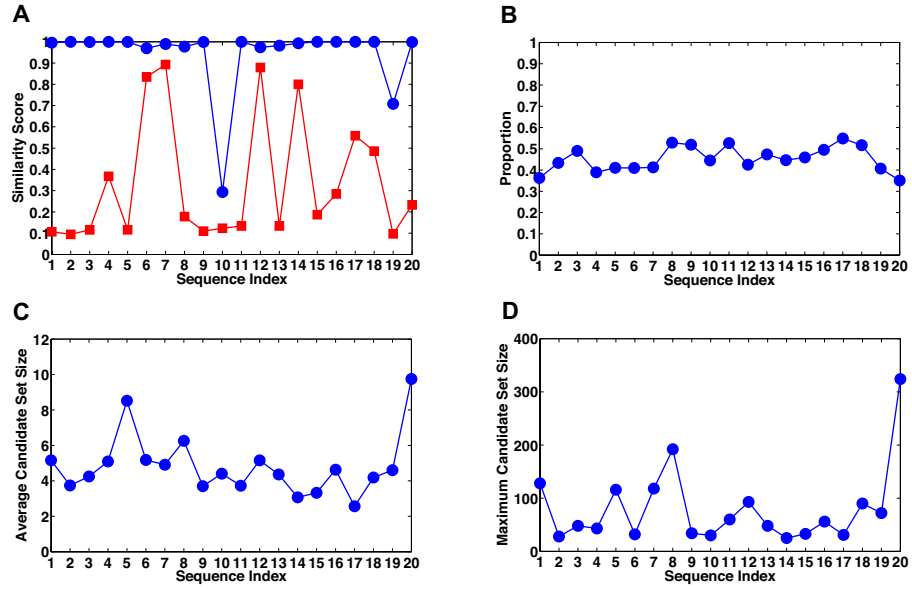 A
Similarity Score
1
0.9
0.8
0.7
0.6
0.5
0.4
0.3
0.2
0.1
0
1 2 3 4 5 6 7 8 9 10 11 12 13 14 15 16 17 18 19 20
Sequence Index
B
Proportion
1
0.9
0.8
0.7
0.6
0.5
0.4
0.3
0.2
0.1
0
1 2 3 4 5 6 7 8 9 10 11 12 13 14 15 16 17 18 19 20
Sequence Index
C
Average Candidate Set Size
12
10
8
6
4
2
0
1 2 3 4 5 6 7 8 9 10 11 12 13 14 15 16 17 18 19 20
Sequence Index
D
Maximum Candidate Set Size
400
300
200
100
0
1 2 3 4 5 6 7 8 9 10 11 12 13 14 15 16 17 18 19 20
Sequence Index